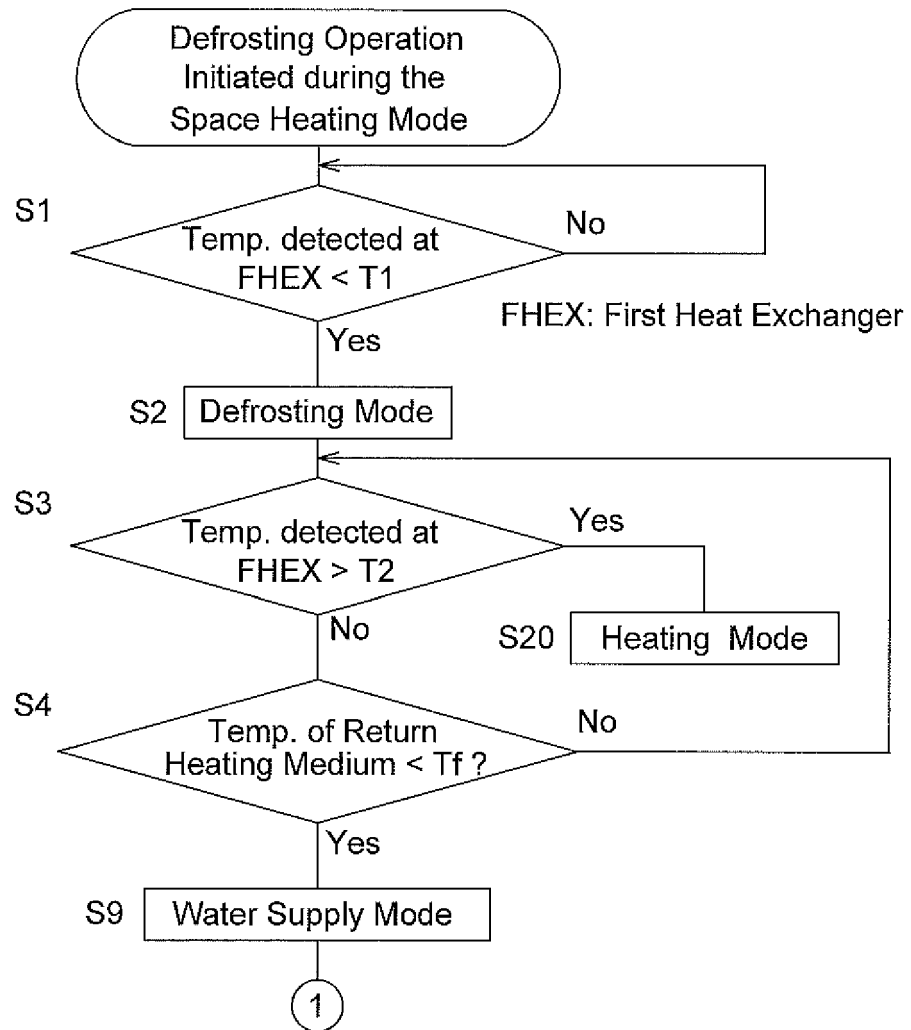 Defrosting Operation
Initiated during the
Space Heating Mode
S1
Temp. detected at
FHEX < T1
No
FHEX: First Heat Exchanger
Yes
S2
Defrosting Mode
S3
Temp. detected at
FHEX > T2
Yes
No
S20
Heating Mode
S4
Temp. of Return
Heating Medium < Tf ?
No
Yes
S9
Water Supply Mode
1